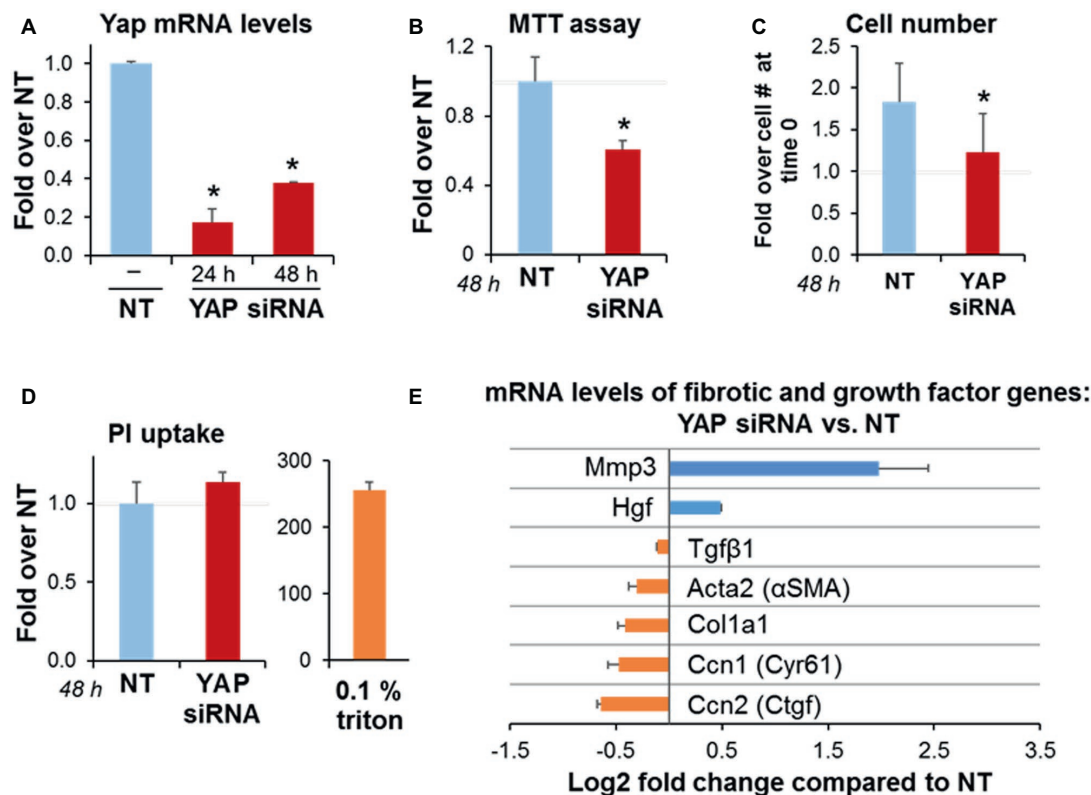 A
Yap mRNA levels
Fold over NT
1.0
0.8
0.6
0.4
0.2
0.0
*
*
–
24 h
48 h
NT
YAP siRNA
B
MTT assay
Fold over NT
1.2
0.8
0.4
0
*
48 h
NT
YAP
siRNA
C
Cell number
Fold over cell # at
time 0
2.5
2.0
1.5
1.0
0.5
0.0
*
48 h
NT
YAP
siRNA
D
PI uptake
Fold over NT
1.0
0.5
0.0
48 h
NT
YAP
siRNA
300
200
100
0
0.1 %
triton
E
mRNA levels of fibrotic and growth factor genes:
YAP siRNA vs. NT
Mmp3
Hgf
Tgfβ1
Acta2 (αSMA)
Col1a1
Ccn1 (Cyr61)
Ccn2 (Ctgf)
-1.5
-0.5
0.5
1.5
2.5
3.5
Log2 fold change compared to NT